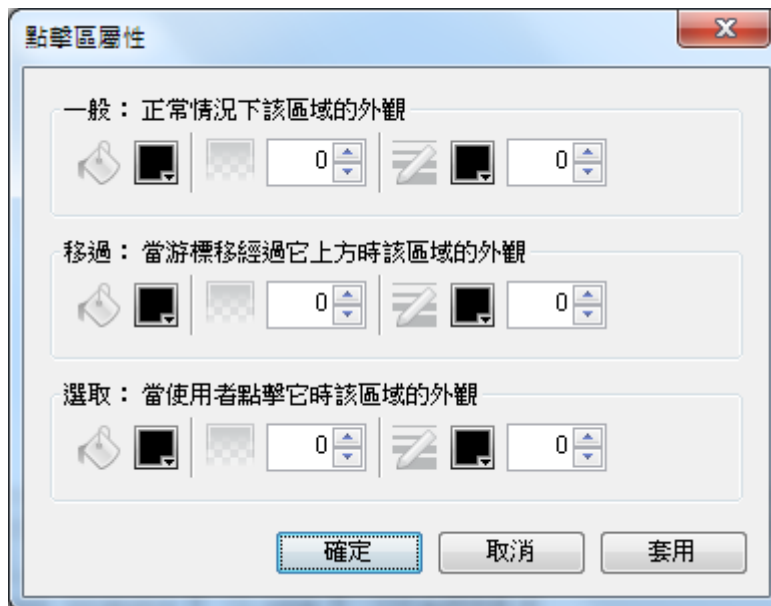 點擊區屬性
一般： 正常情況下該區域的外觀
0 0
移過： 當游標移經過它上方時該區域的外觀
0 0
選取： 當使用者點擊它時該區域的外觀
0 0
確定 取消 套用